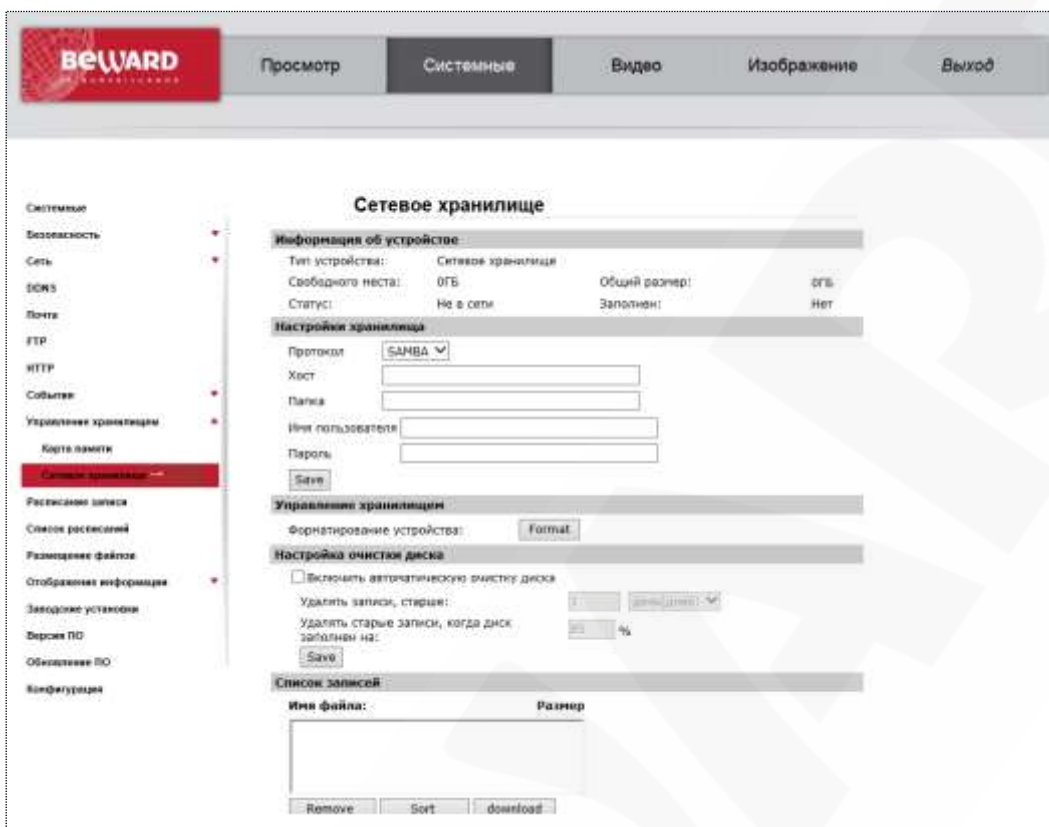 BEWARD
Просмотр
Системные
Видео
Изображение
Выход
Системные
Безопасность
Сеть
DDNS
Почта
FTP
HTTP
События
Управление хранилищем
Карта памяти
Сетевое хранилище
Расписание записи
Список расписаний
Размещение файлов
Отображение информации
Заводские установки
Версия ПО
Обновление ПО
Конфигурация
Сетевое хранилище
Информация об устройстве
Тип устройства: Сетевое хранилище
Свободного места: 0ГБ Общий размер: 0ГБ
Статус: Не в сети Заполнен: Нет
Настройки хранилища
Протокол SAMBA
Хост
Папка
Имя пользователя
Пароль
Save
Управление хранилищем
Форматирование устройства: Format
Настройка очистки диска
Включить автоматическую очистку диска
Удалять записи, старше:
Удалять старые записи, когда диск
заполнен на: %
Save
Список записей
Имя файла: Размер
Remove Sort download